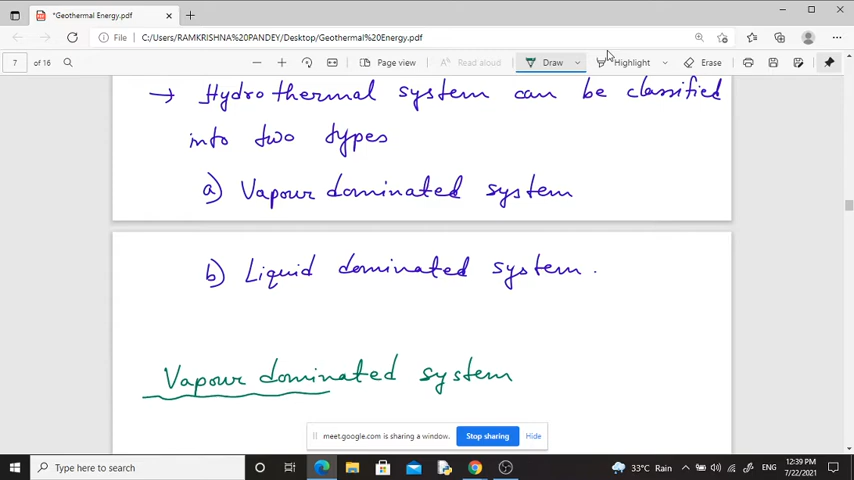 *Geothermal Energy.pdf
File
C:/Users/RAMKRISHNA%20PANDEY/Desktop/Geothermal%20Energy.pdf
7 of 16
Page view
Read aloud
Draw
Highlight
Erase
→ Hydrothermal system can be classified
into two types
a) Vapour dominated system
b) Liquid dominated system.
Vapour dominated system
meet.google.com is sharing a window.
Stop sharing
Hide
Type here to search
33°C Rain
ENG
12:39 PM
7/22/2021